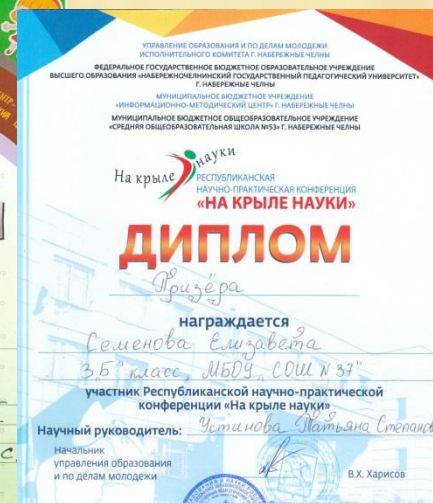 УПРАВЛЕНИЕ ОБРАЗОВАНИЯ И ПО ДЕЛАМ МОЛОДЕЖИ
ИСПОЛНИТЕЛЬНОГО КОМИТЕТА Г. НАБЕРЕЖНЫЕ ЧЕЛНЫ
ФЕДЕРАЛЬНОЕ ГОСУДАРСТВЕННОЕ БЮДЖЕТНОЕ ОБРАЗОВАТЕЛЬНОЕ УЧРЕЖДЕНИЕ
ВЫСШЕГО ОБРАЗОВАНИЯ «НАБЕРЕЖНОЧЕЛНИНСКИЙ ГОСУДАРСТВЕННЫЙ ПЕДАГОГИЧЕСКИЙ УНИВЕРСИТЕТ»
Г. НАБЕРЕЖНЫЕ ЧЕЛНЫ
МУНИЦИПАЛЬНОЕ БЮДЖЕТНОЕ УЧРЕЖДЕНИЕ
«ИНФОРМАЦИОННО-МЕТОДИЧЕСКИЙ ЦЕНТР» Г. НАБЕРЕЖНЫЕ ЧЕЛНЫ
МУНИЦИПАЛЬНОЕ БЮДЖЕТНОЕ ОБЩЕОБРАЗОВАТЕЛЬНОЕ УЧРЕЖДЕНИЕ
«СРЕДНЯЯ ОБЩЕОБРАЗОВАТЕЛЬНАЯ ШКОЛА №53» Г. НАБЕРЕЖНЫЕ ЧЕЛНЫ
На крыле науки
РЕСПУБЛИКАНСКАЯ
НАУЧНО-ПРАКТИЧЕСКАЯ КОНФЕРЕНЦИЯ
«НА КРЫЛЕ НАУКИ»
ДИПЛОМ
Призёра
награждается
Семенова Елизавета
3 „Б" класс, МБОУ „СОШ N 37"
участник Республиканской научно-практической
конференции «На крыле науки»
Научный руководитель: Устинова Татьяна Степанов
Начальник
управления образования
и по делам молодежи
В.Х. Харисов